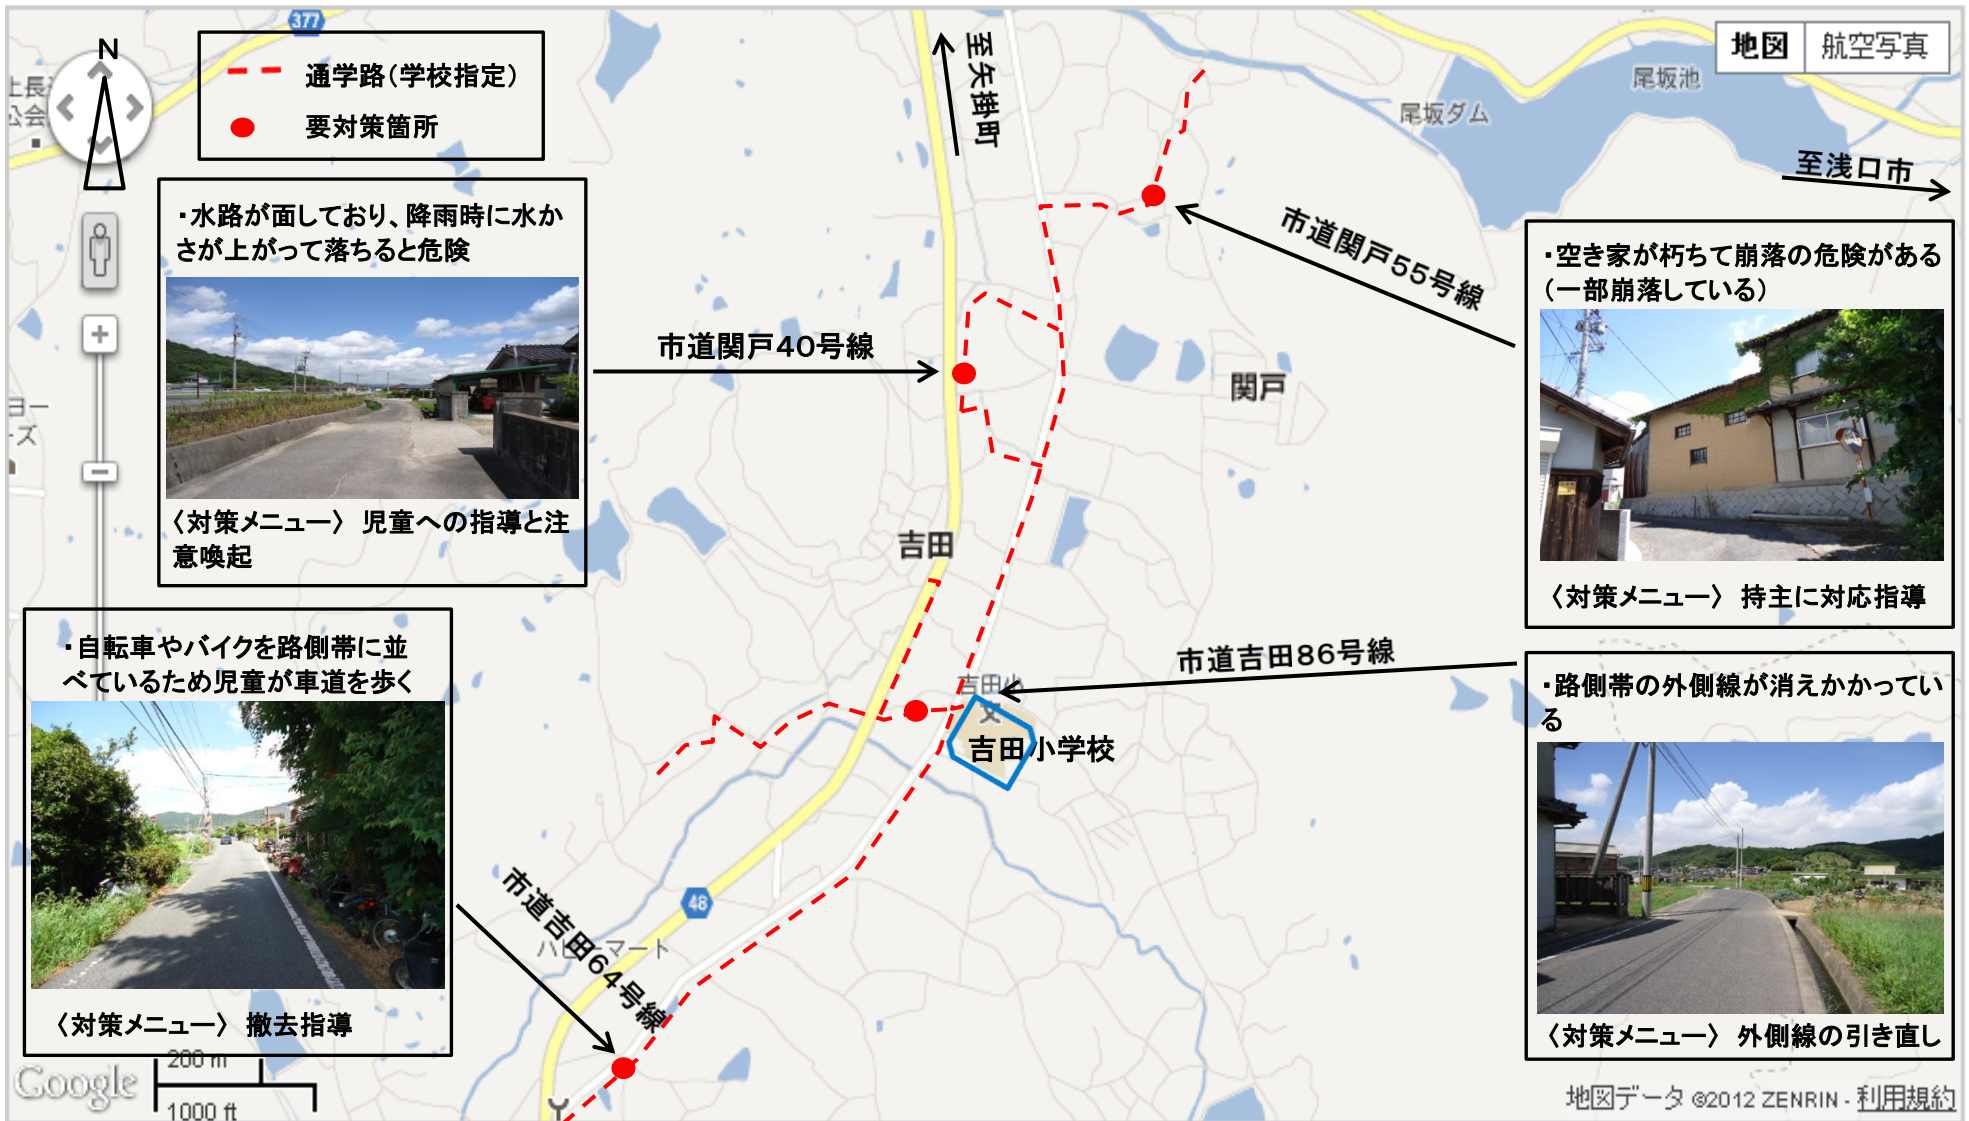 377
N
通学路(学校指定)
要対策箇所
至矢掛町
地図
航空写真
尾坂池
尾坂ダム
至浅口市
・水路が面しており、降雨時に水か
さが上がって落ちると危険
市道関戸40号線
〈対策メニュー〉 児童への指導と注
意喚起
市道関戸55号線
・空き家が朽ちて崩落の危険がある
(一部崩落している)
〈対策メニュー〉 持主に対応指導
関戸
吉田
・自転車やバイクを路側帯に並
べているため児童が車道を歩く
〈対策メニュー〉 撤去指導
市道吉田64号線
市道吉田86号線
吉田小
文
吉田小学校
・路側帯の外側線が消えかかってい
る
〈対策メニュー〉 外側線の引き直し
48
Google
200 m
1000 ft
地図データ ©2012 ZENRIN - 利用規約